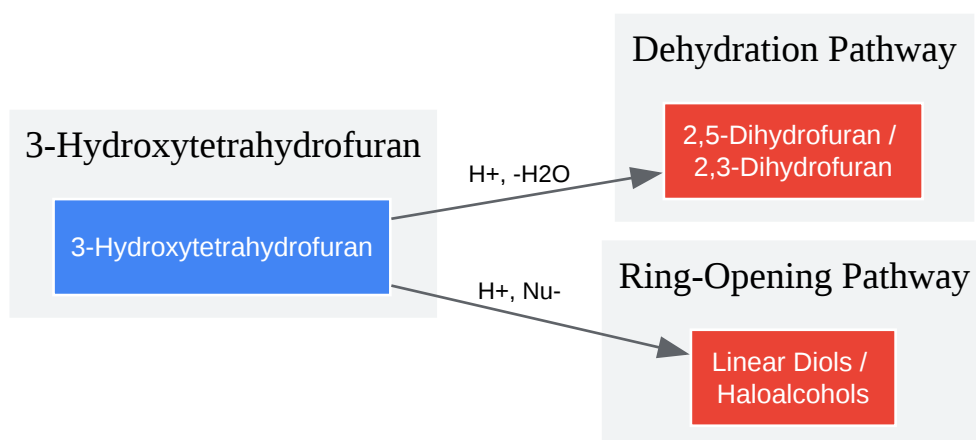 3-Hydroxytetrahydrofuran
3-Hydroxytetrahydrofuran
H+, -H2O
H+, Nu-
Dehydration Pathway
2,5-Dihydrofuran /
2,3-Dihydrofuran
Ring-Opening Pathway
Linear Diols /
Haloalcohols